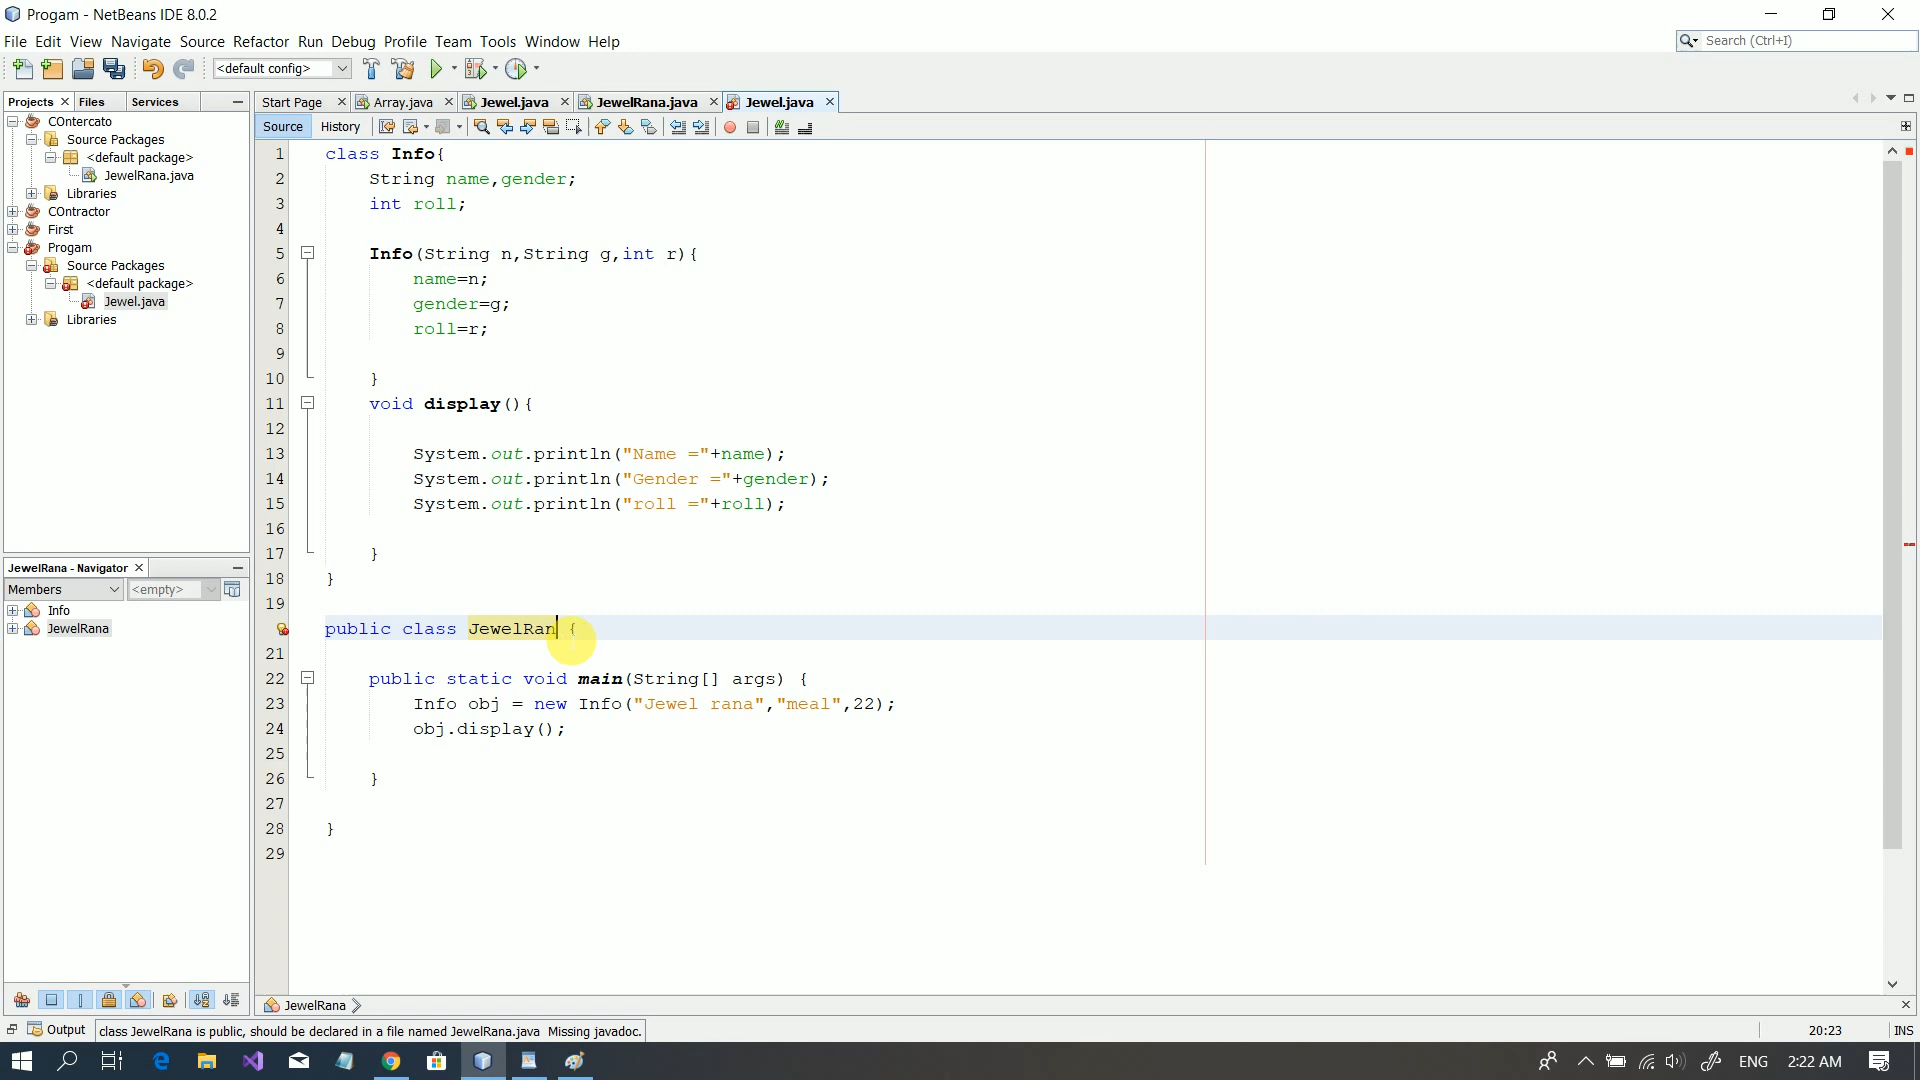 Progam - NetBeans IDE 8.0.2
File Edit View Navigate Source Refactor Run Debug Profile Team Tools Window Help
Search (Ctrl+I)
<default config>
Projects Files Services
Start Page Array.java Jewel.java JewelRana.java Jewel.java
Source History
COntercato
Source Packages
<default package>
JewelRana.java
Libraries
COntractor
First
Progam
Source Packages
<default package>
Jewel.java
Libraries
JewelRana - Navigator
Members <empty>
Info
JewelRana
1 class Info{
2 String name,gender;
3 int roll;
4
5 Info(String n,String g,int r){
6 name=n;
7 gender=g;
8 roll=r;
9
10 }
11 void display(){
12
13 System.out.println("Name ="+name);
14 System.out.println("Gender ="+gender);
15 System.out.println("roll ="+roll);
16
17 }
18 }
19
public class JewelRan {
21
22 public static void main(String[] args) {
23 Info obj = new Info("Jewel rana","meal",22);
24 obj.display();
25
26 }
27
28 }
29
JewelRana
Output class JewelRana is public, should be declared in a file named JewelRana.java Missing javadoc. 20:23 INS
ENG 2:22 AM